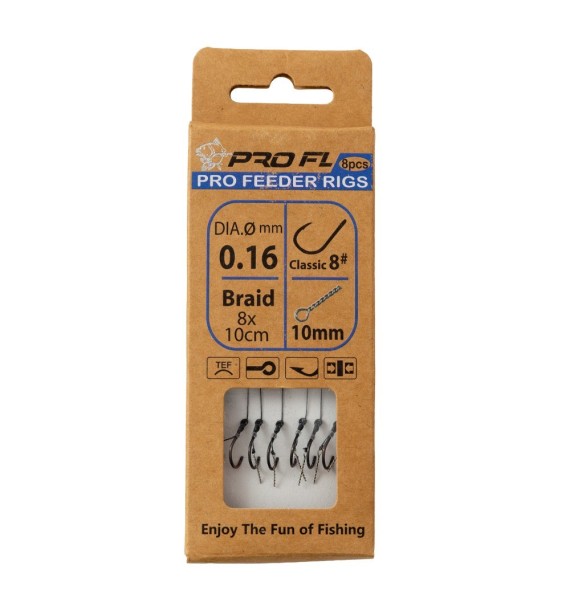 PRO FL
8pcs
PRO FEEDER RIGS
DIA.Ø mm
0.16
Classic 8#
Braid
8x
10cm
10mm
TEF
Enjoy The Fun of Fishing